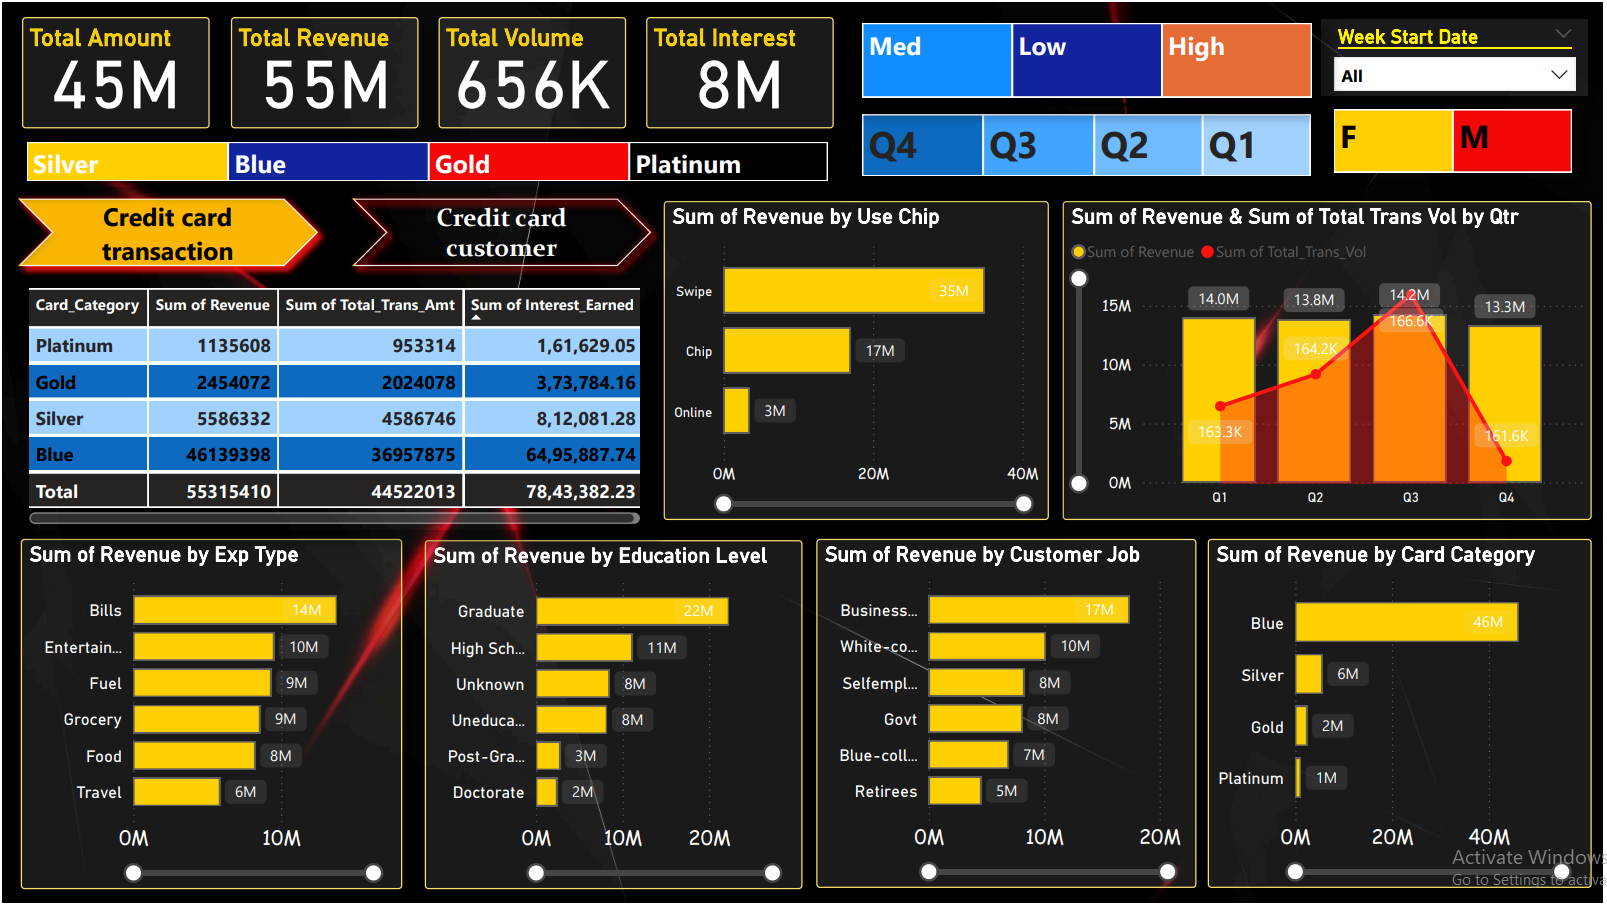 Total Amount
45M
Total Revenue
55M
Total Volume
656K
Total Interest
8M
Med
Low
High
Week Start Date
All
Silver
Blue
Gold
Platinum
Q4
Q3
Q2
Q1
F
M
Credit card
transaction
Credit card
customer
Card_Category Sum of Revenue Sum of Total_Trans_Amt Sum of Interest_Earned
Platinum 1135608 953314 1,61,629.05
Gold 2454072 2024078 3,73,784.16
Silver 5586332 4586746 8,12,081.28
Blue 46139398 36957875 64,95,887.74
Total 55315410 44522013 78,43,382.23
Sum of Revenue by Use Chip
Swipe 35M
Chip 17M
Online 3M
0M 20M 40M
Sum of Revenue & Sum of Total Trans Vol by Qtr
Sum of Revenue Sum of Total_Trans_Vol
15M
10M
5M
0M
14.0M 13.8M 14.2M 13.3M
163.3K 164.2K 166.6K 161.6K
Q1 Q2 Q3 Q4
Sum of Revenue by Exp Type
Bills 14M
Entertain... 10M
Fuel 9M
Grocery 9M
Food 8M
Travel 6M
0M 10M
Sum of Revenue by Education Level
Graduate 22M
High Sch... 11M
Unknown 8M
Uneduca... 8M
Post-Gra... 3M
Doctorate 2M
0M 10M 20M
Sum of Revenue by Customer Job
Business... 17M
White-co... 10M
Selfempl... 8M
Govt 8M
Blue-coll... 7M
Retirees 5M
0M 10M 20M
Sum of Revenue by Card Category
Blue 46M
Silver 6M
Gold 2M
Platinum 1M
0M 20M 40M
Activate Windows
Go to Settings to activa